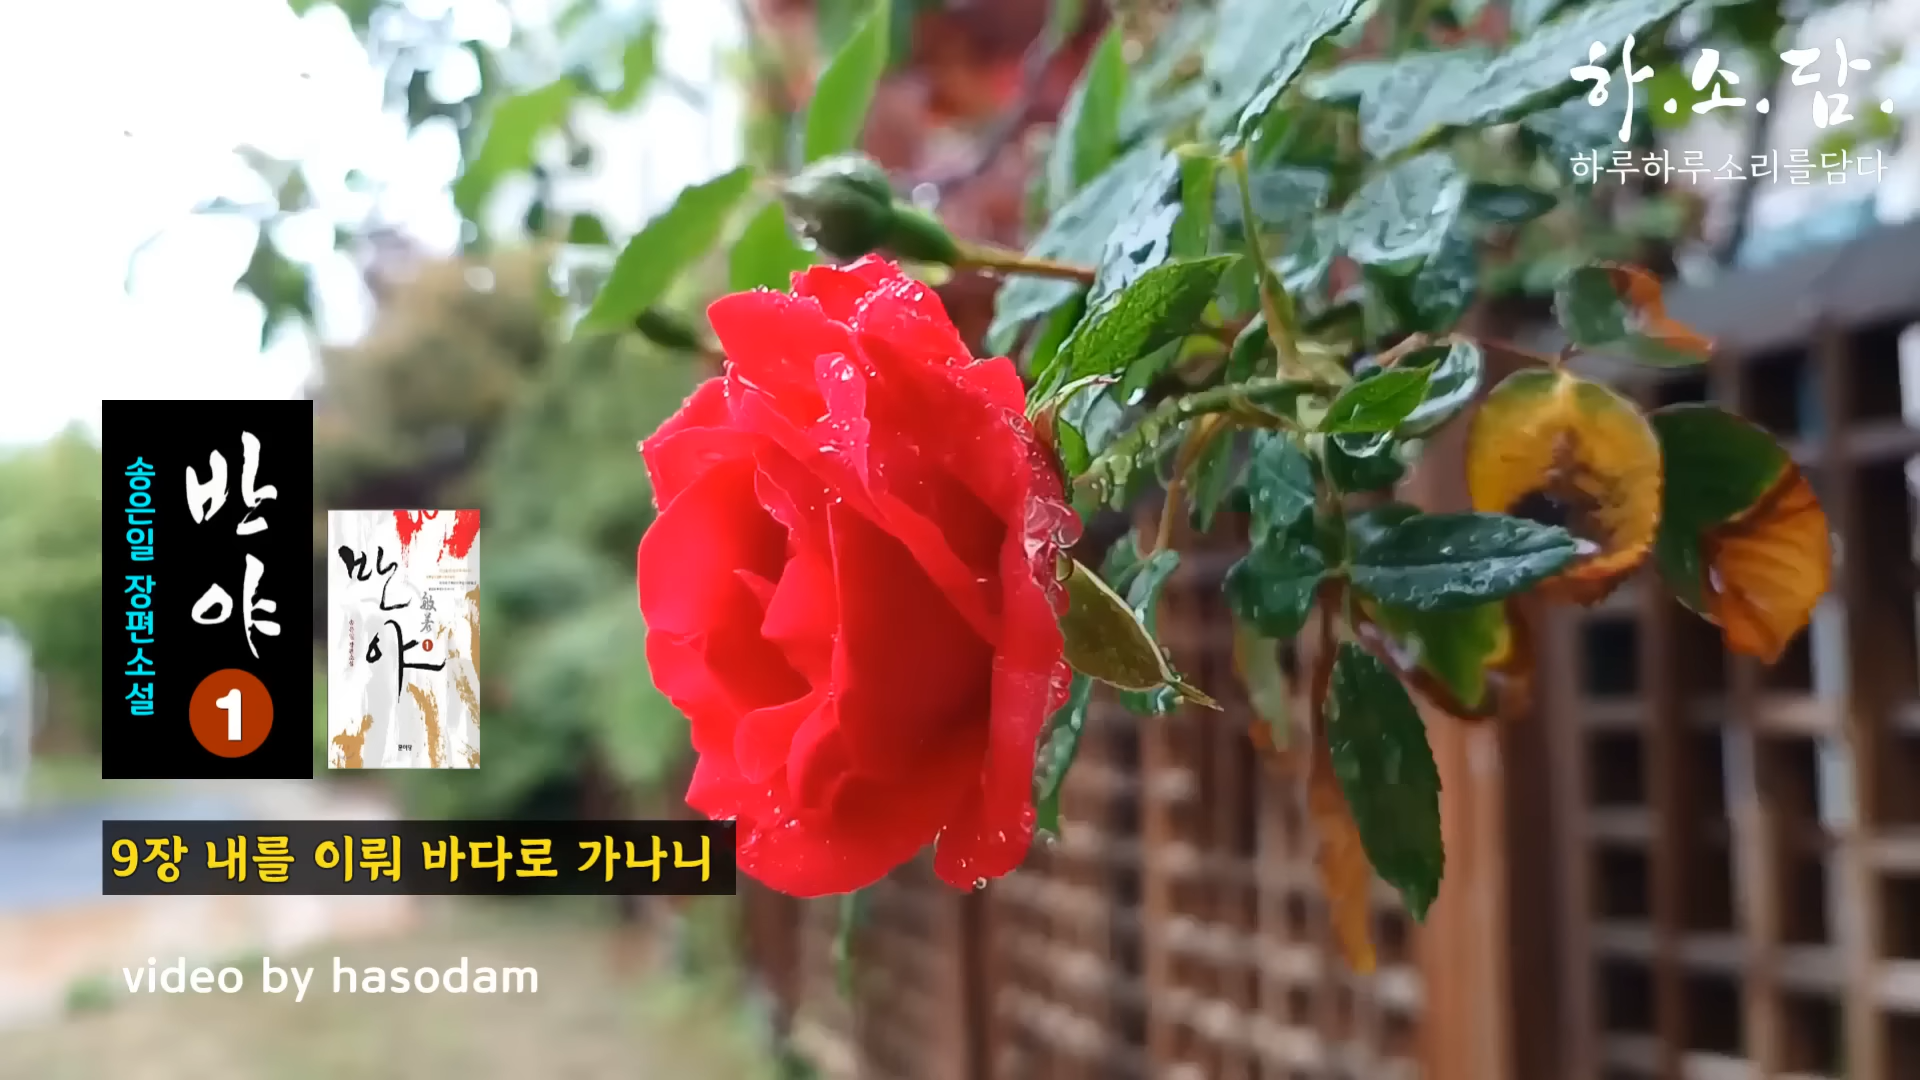 하.소.담.
하루하루소리를담다
반야
1
송은일 장편소설
반야
般若
1
9장 내를 이뤄 바다로 가나니
video by hasodam